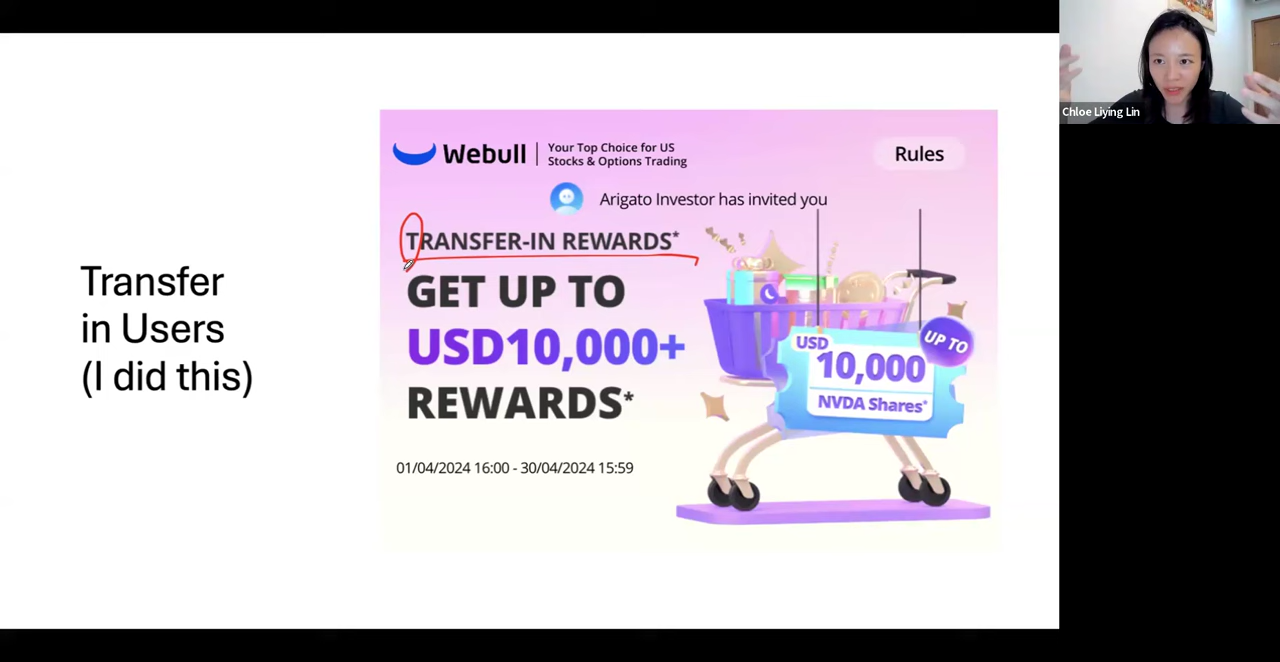 Transfer
in Users
(I did this)
Webull
Your Top Choice for US
Stocks & Options Trading
Rules
Arigato Investor has invited you
TRANSFER-IN REWARDS*
GET UP TO
USD10,000+
REWARDS*
01/04/2024 16:00 - 30/04/2024 15:59
UP TO
USD
10,000
NVDA Shares*
Chloe Liying Lin